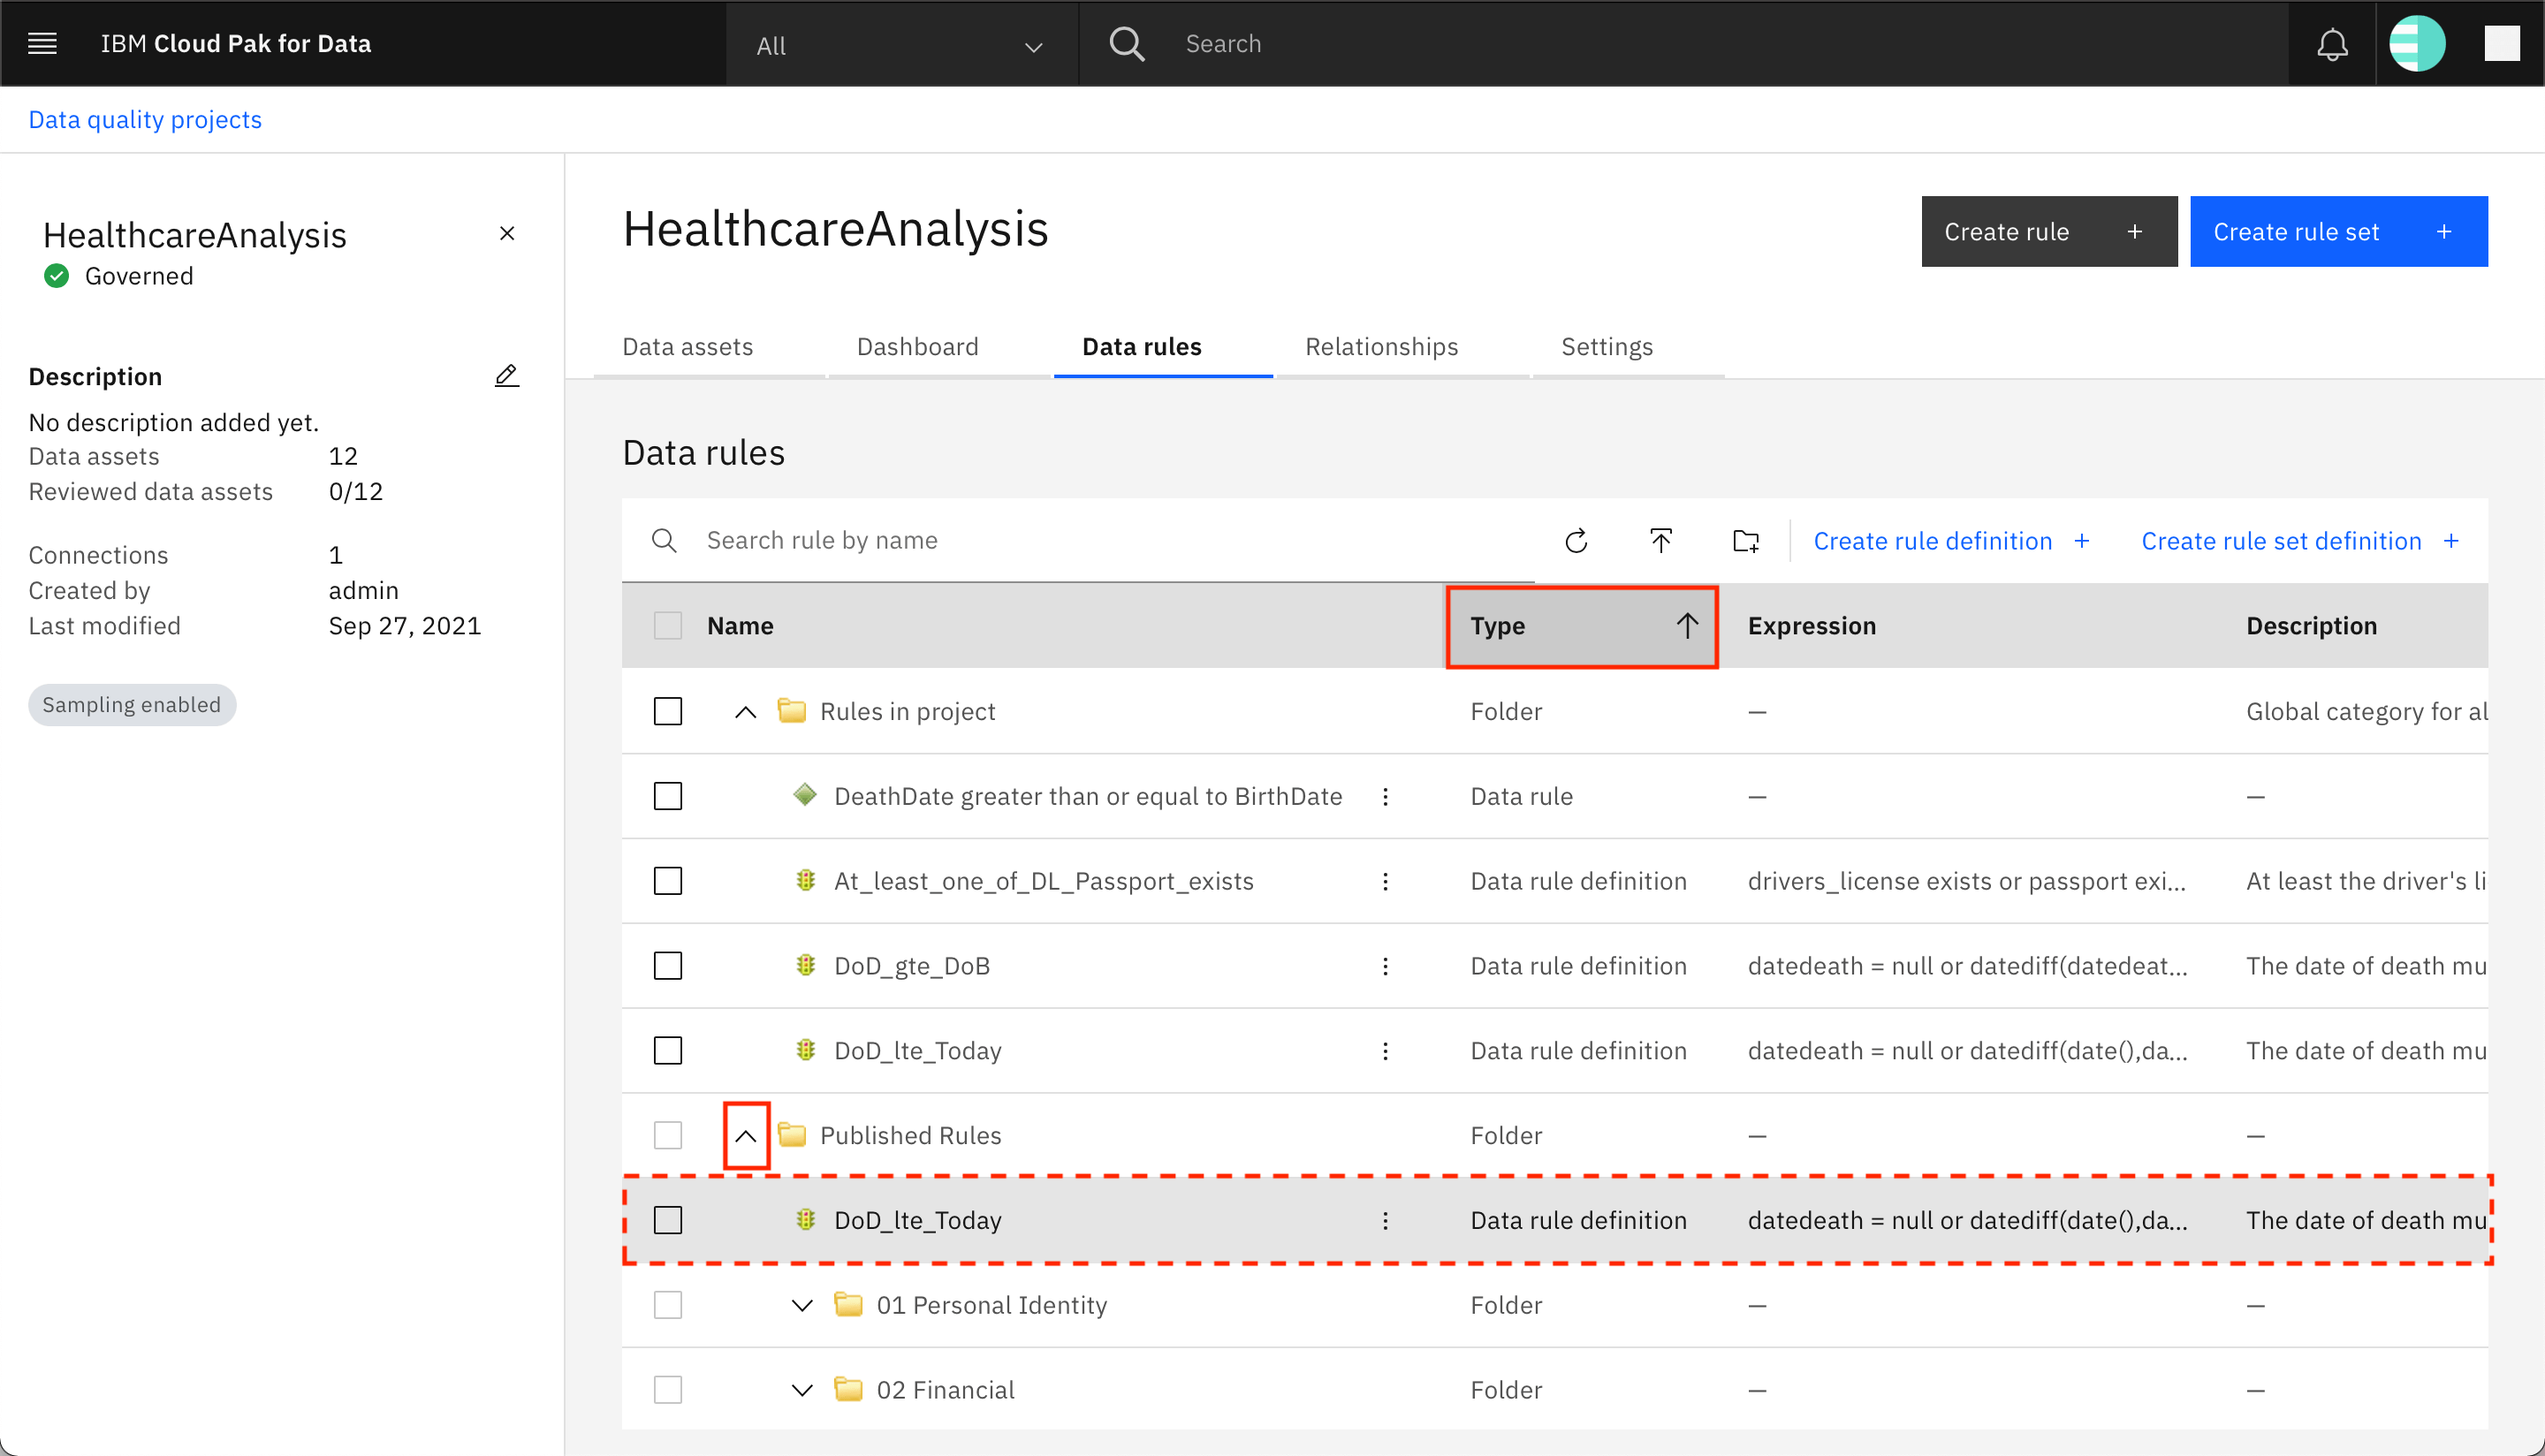 IBM Cloud Pak for Data
All
Search
Data quality projects
HealthcareAnalysis
Governed
Description
No description added yet.
Data assets 12
Reviewed data assets 0/12
Connections 1
Created by admin
Last modified Sep 27, 2021
Sampling enabled
HealthcareAnalysis
Create rule +
Create rule set +
Data assets Dashboard Data rules Relationships Settings
Data rules
Search rule by name
Create rule definition +
Create rule set definition +
Name Type Expression Description
Rules in project Folder — Global category for al
DeathDate greater than or equal to BirthDate Data rule — —
At_least_one_of_DL_Passport_exists Data rule definition drivers_license exists or passport exi... At least the driver's li
DoD_gte_DoB Data rule definition datedeath = null or datediff(datedeat... The date of death mu
DoD_lte_Today Data rule definition datedeath = null or datediff(date(),da... The date of death mu
Published Rules Folder — —
DoD_lte_Today Data rule definition datedeath = null or datediff(date(),da... The date of death mu
01 Personal Identity Folder — —
02 Financial Folder — —